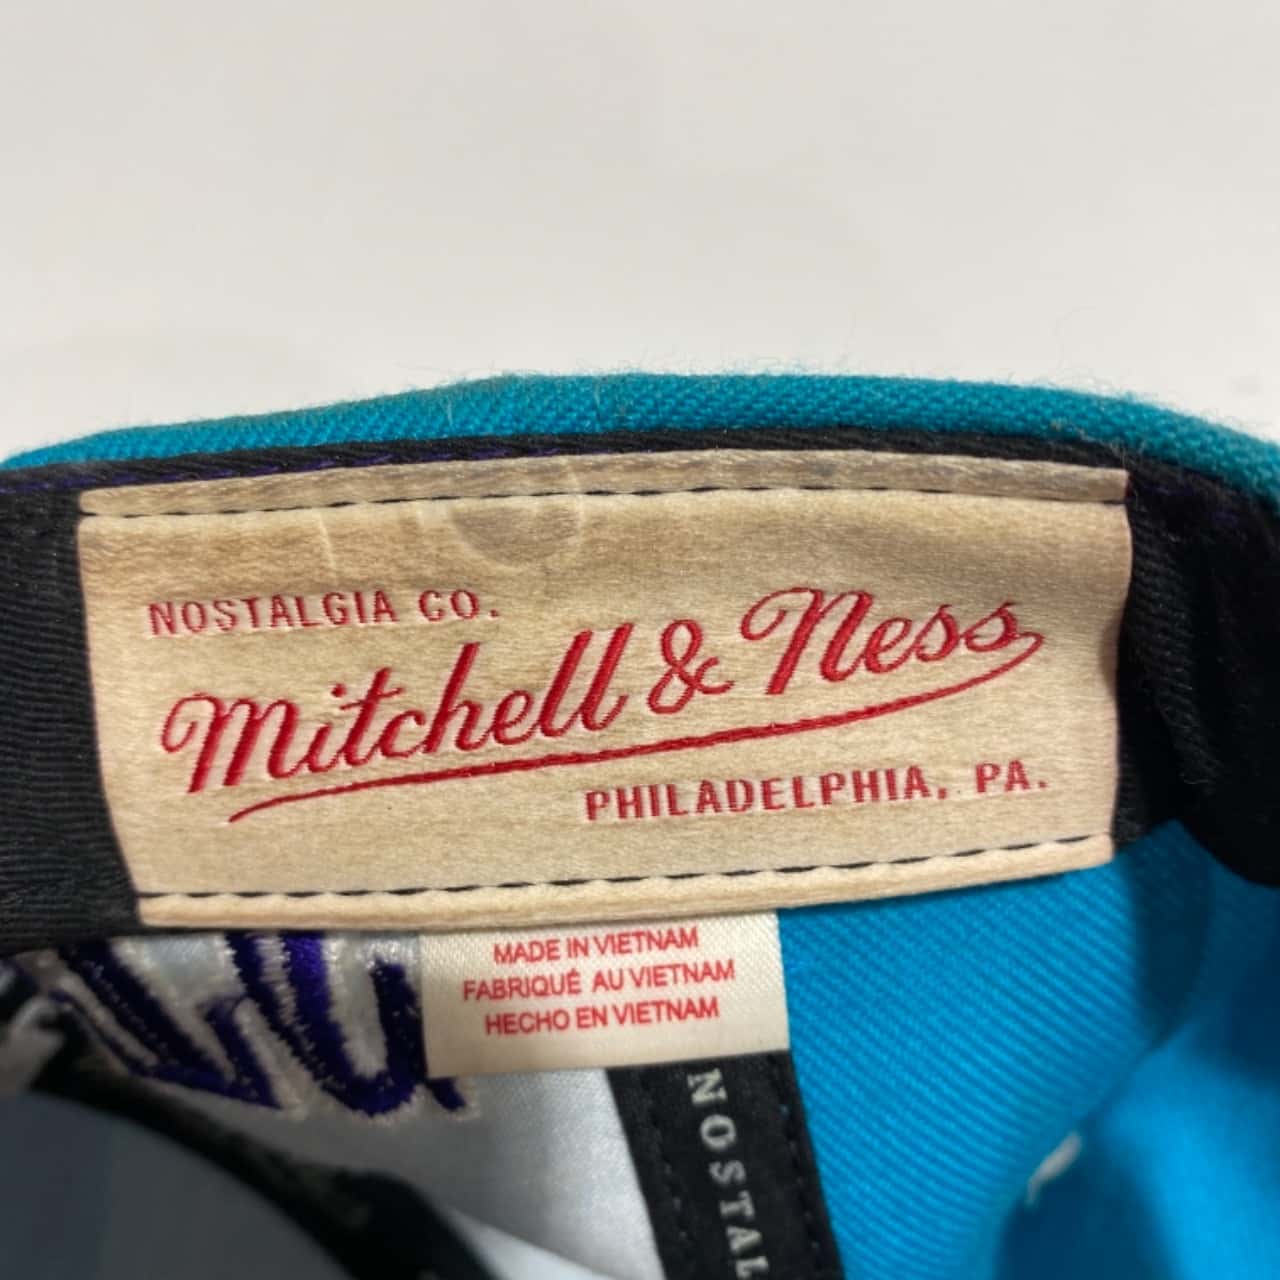 NOSTALGIA CO.
Mitchell & Ness
PHILADELPHIA, PA.
MADE IN VIETNAM
FABRIQUÉ AU VIETNAM
HECHO EN VIETNAM
NOSTAL